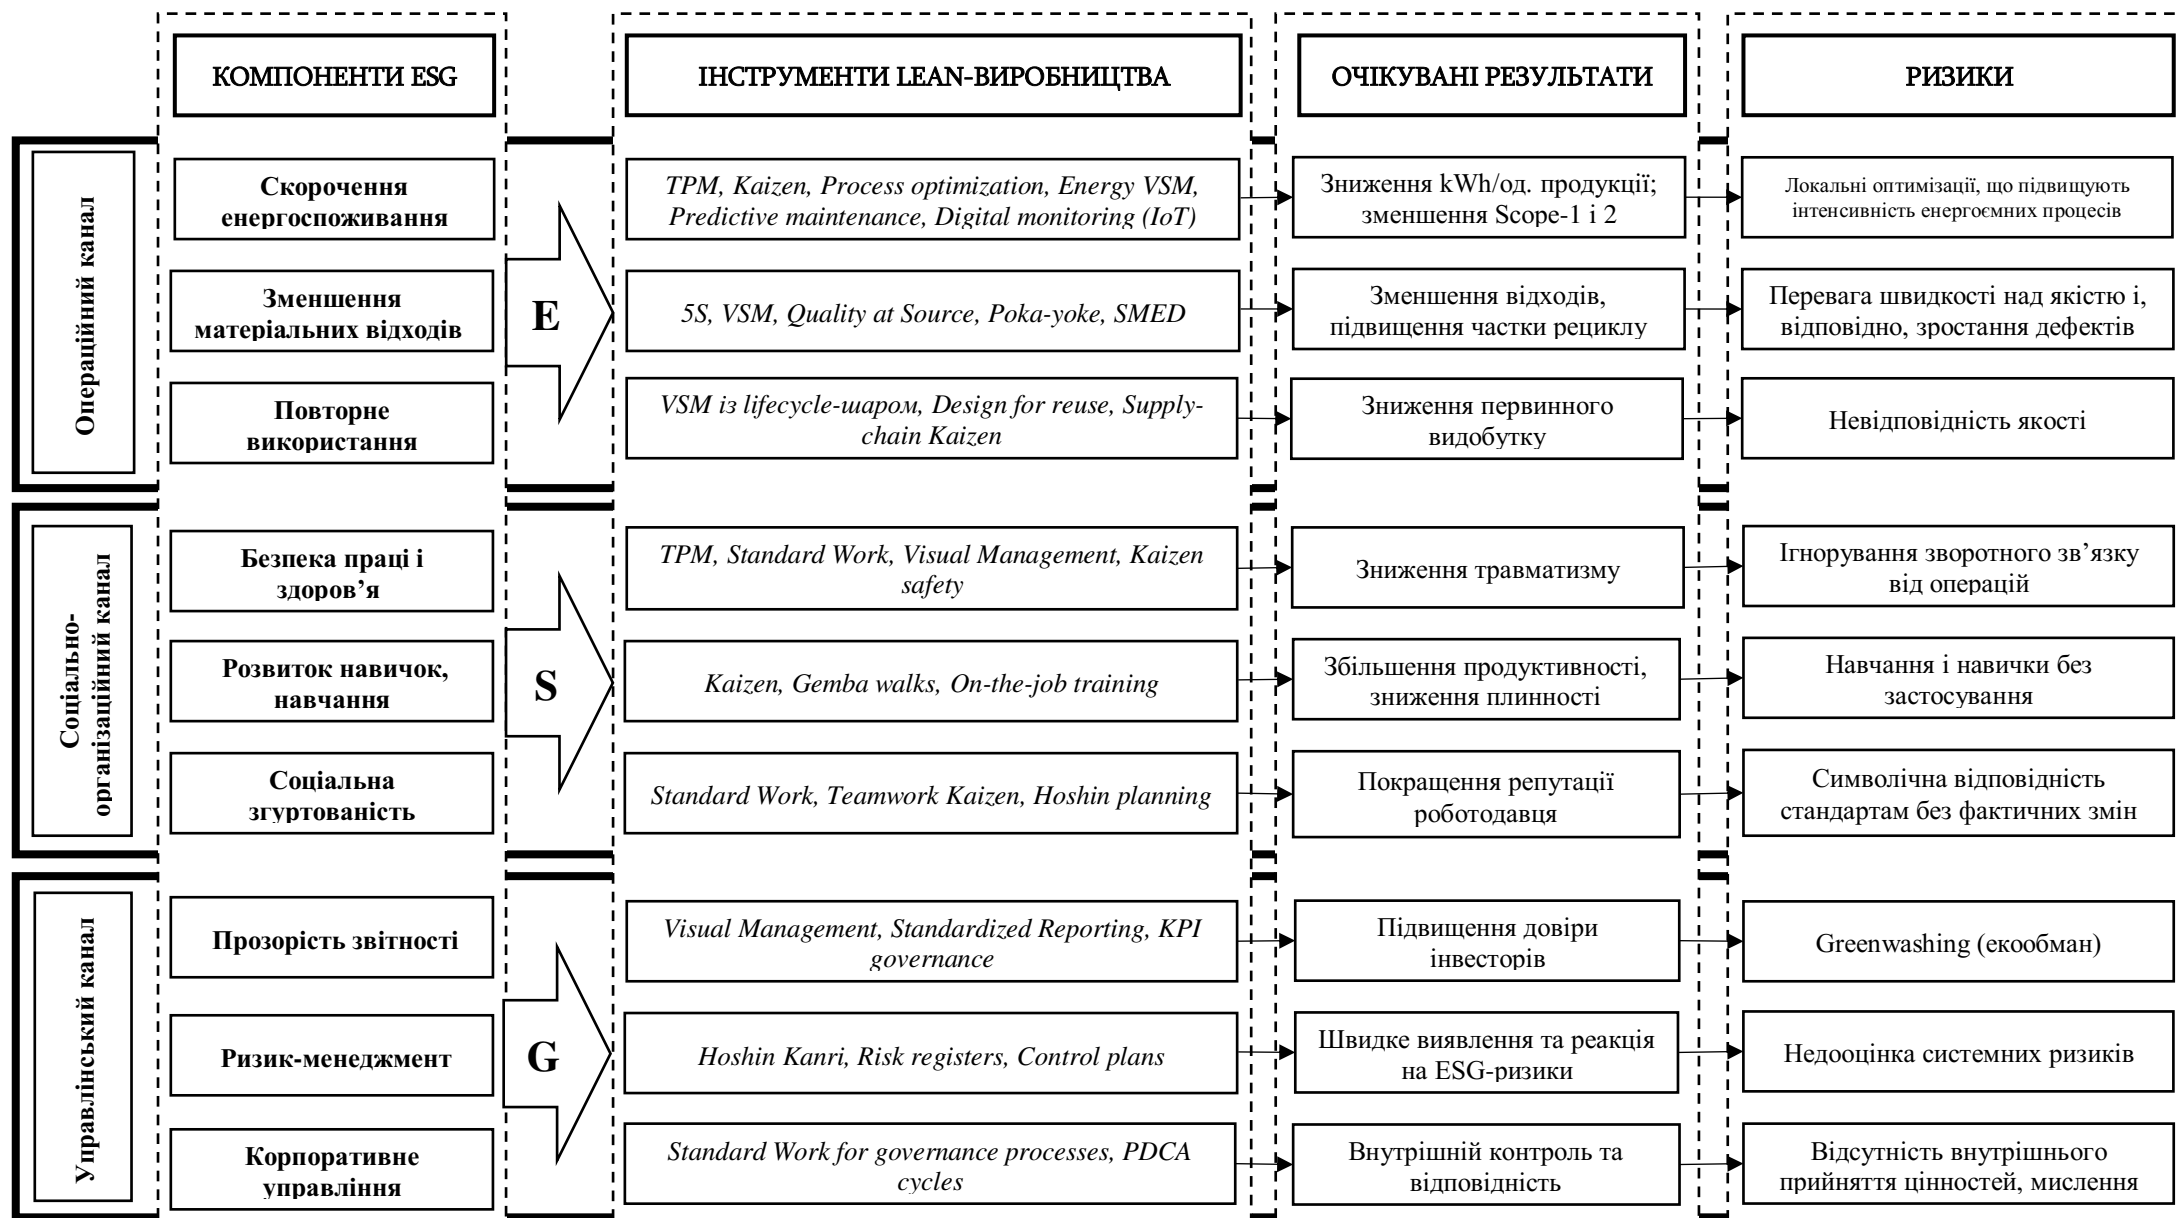 КОМПОНЕНТИ ESG
ІНСТРУМЕНТИ LEAN-ВИРОБНИЦТВА
ОЧІКУВАНІ РЕЗУЛЬТАТИ
РИЗИКИ
Операційний канал
E
Скорочення
енергоспоживання
TPM, Kaizen, Process optimization, Energy VSM,
Predictive maintenance, Digital monitoring (IoT)
Зниження kWh/од. продукції;
зменшення Scope-1 і 2
Локальні оптимізації, що підвищують
інтенсивність енергоємних процесів
Зменшення
матеріальних відходів
5S, VSM, Quality at Source, Poka-yoke, SMED
Зменшення відходів,
підвищення частки рециклу
Перевага швидкості над якістю і,
відповідно, зростання дефектів
Повторне
використання
VSM із lifecycle-шаром, Design for reuse, Supply-
chain Kaizen
Зниження первинного
видобутку
Невідповідність якості
Соціально-
організаційний канал
S
Безпека праці і
здоров’я
TPM, Standard Work, Visual Management, Kaizen
safety
Зниження травматизму
Ігнорування зворотного зв’язку
від операцій
Розвиток навичок,
навчання
Kaizen, Gemba walks, On-the-job training
Збільшення продуктивності,
зниження плинності
Навчання і навички без
застосування
Соціальна
згуртованість
Standard Work, Teamwork Kaizen, Hoshin planning
Покращення репутації
роботодавця
Символічна відповідність
стандартам без фактичних змін
Управлінський канал
G
Прозорість звітності
Visual Management, Standardized Reporting, KPI
governance
Підвищення довіри
інвесторів
Greenwashing (екообман)
Ризик-менеджмент
Hoshin Kanri, Risk registers, Control plans
Швидке виявлення та реакція
на ESG-ризики
Недооцінка системних ризиків
Корпоративне
управління
Standard Work for governance processes, PDCA
cycles
Внутрішній контроль та
відповідність
Відсутність внутрішнього
прийняття цінностей, мислення